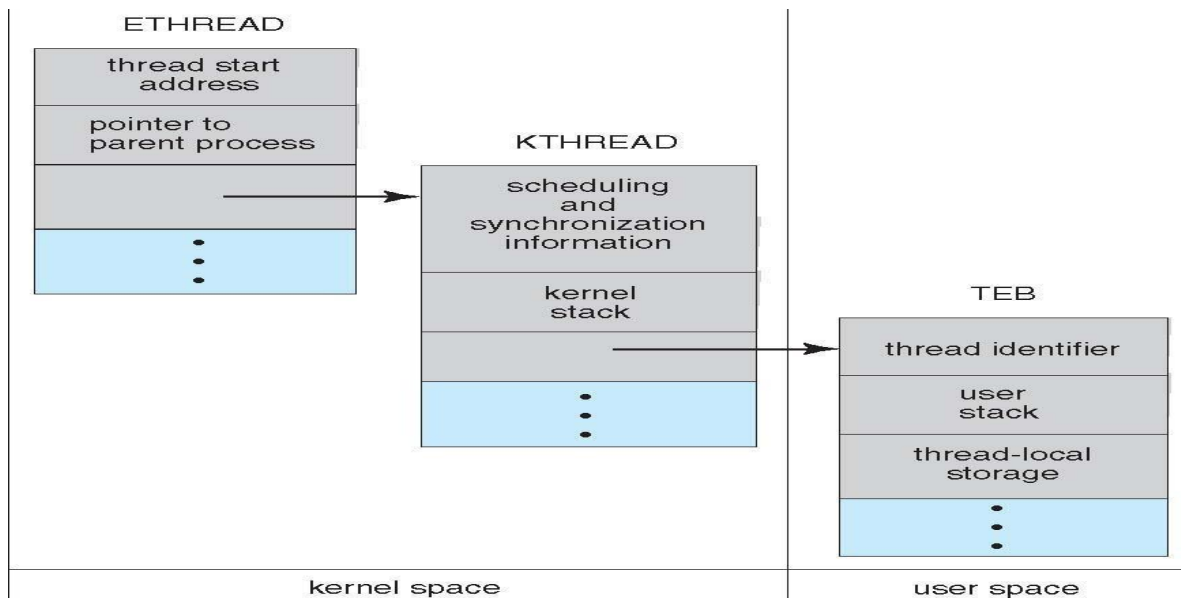 ETHREAD
thread start
address
pointer to
parent process
KTHREAD
scheduling
and
synchronization
information
kernel
stack
TEB
thread identifier
user
stack
thread-local
storage
kernel space
user space